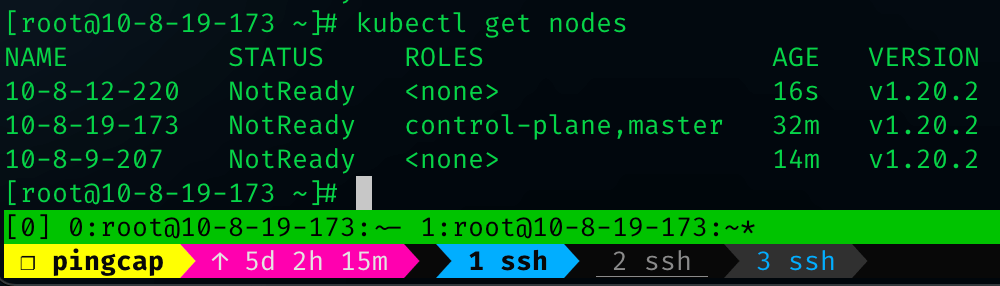 [root@10-8-19-173 ~]# kubectl get nodes
NAME STATUS ROLES AGE VERSION
10-8-12-220 NotReady <none> 16s v1.20.2
10-8-19-173 NotReady control-plane,master 32m v1.20.2
10-8-9-207 NotReady <none> 14m v1.20.2
[root@10-8-19-173 ~]#
[0] 0:root@10-8-19-173:~- 1:root@10-8-19-173:~*
❐ pingcap ↑ 5d 2h 15m 1 ssh 2 ssh 3 ssh